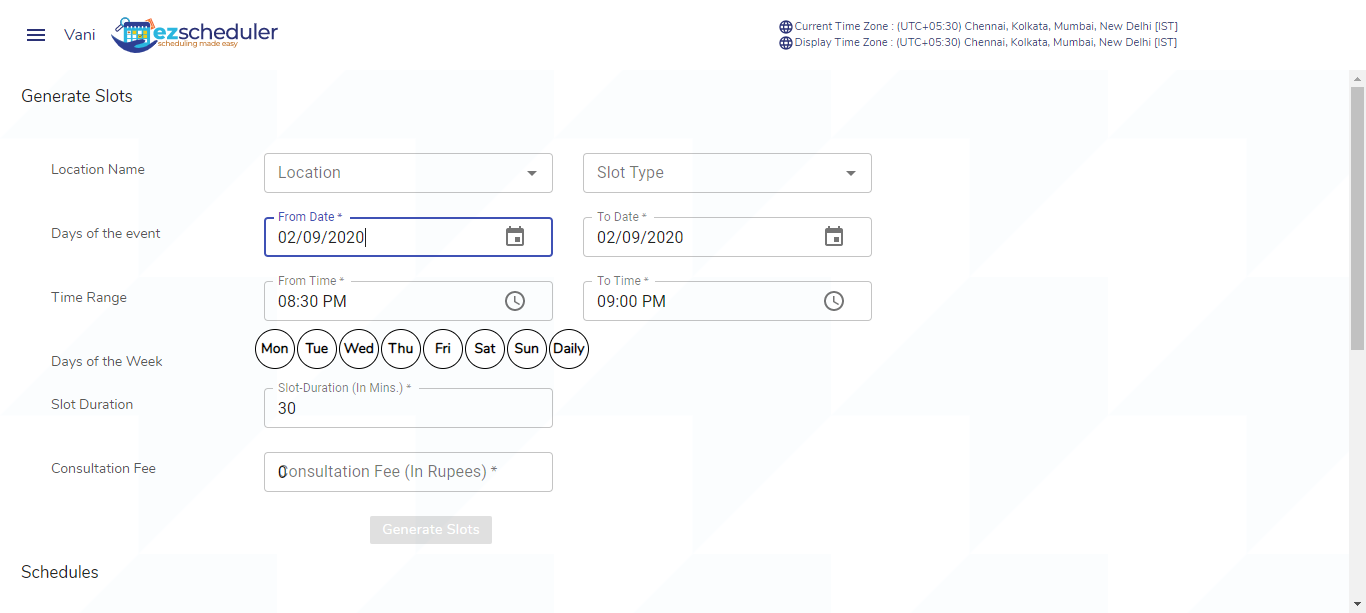 Vani
ezscheduler
scheduling made easy
Current Time Zone : (UTC+05:30) Chennai, Kolkata, Mumbai, New Delhi [IST]
Display Time Zone : (UTC+05:30) Chennai, Kolkata, Mumbai, New Delhi [IST]
Generate Slots
Location Name
Location
Slot Type
Days of the event
From Date *
02/09/2020
To Date *
02/09/2020
Time Range
From Time *
08:30 PM
To Time *
09:00 PM
Days of the Week
Mon Tue Wed Thu Fri Sat Sun Daily
Slot Duration
Slot-Duration (In Mins.) *
30
Consultation Fee
0
Consultation Fee (In Rupees) *
Generate Slots
Schedules